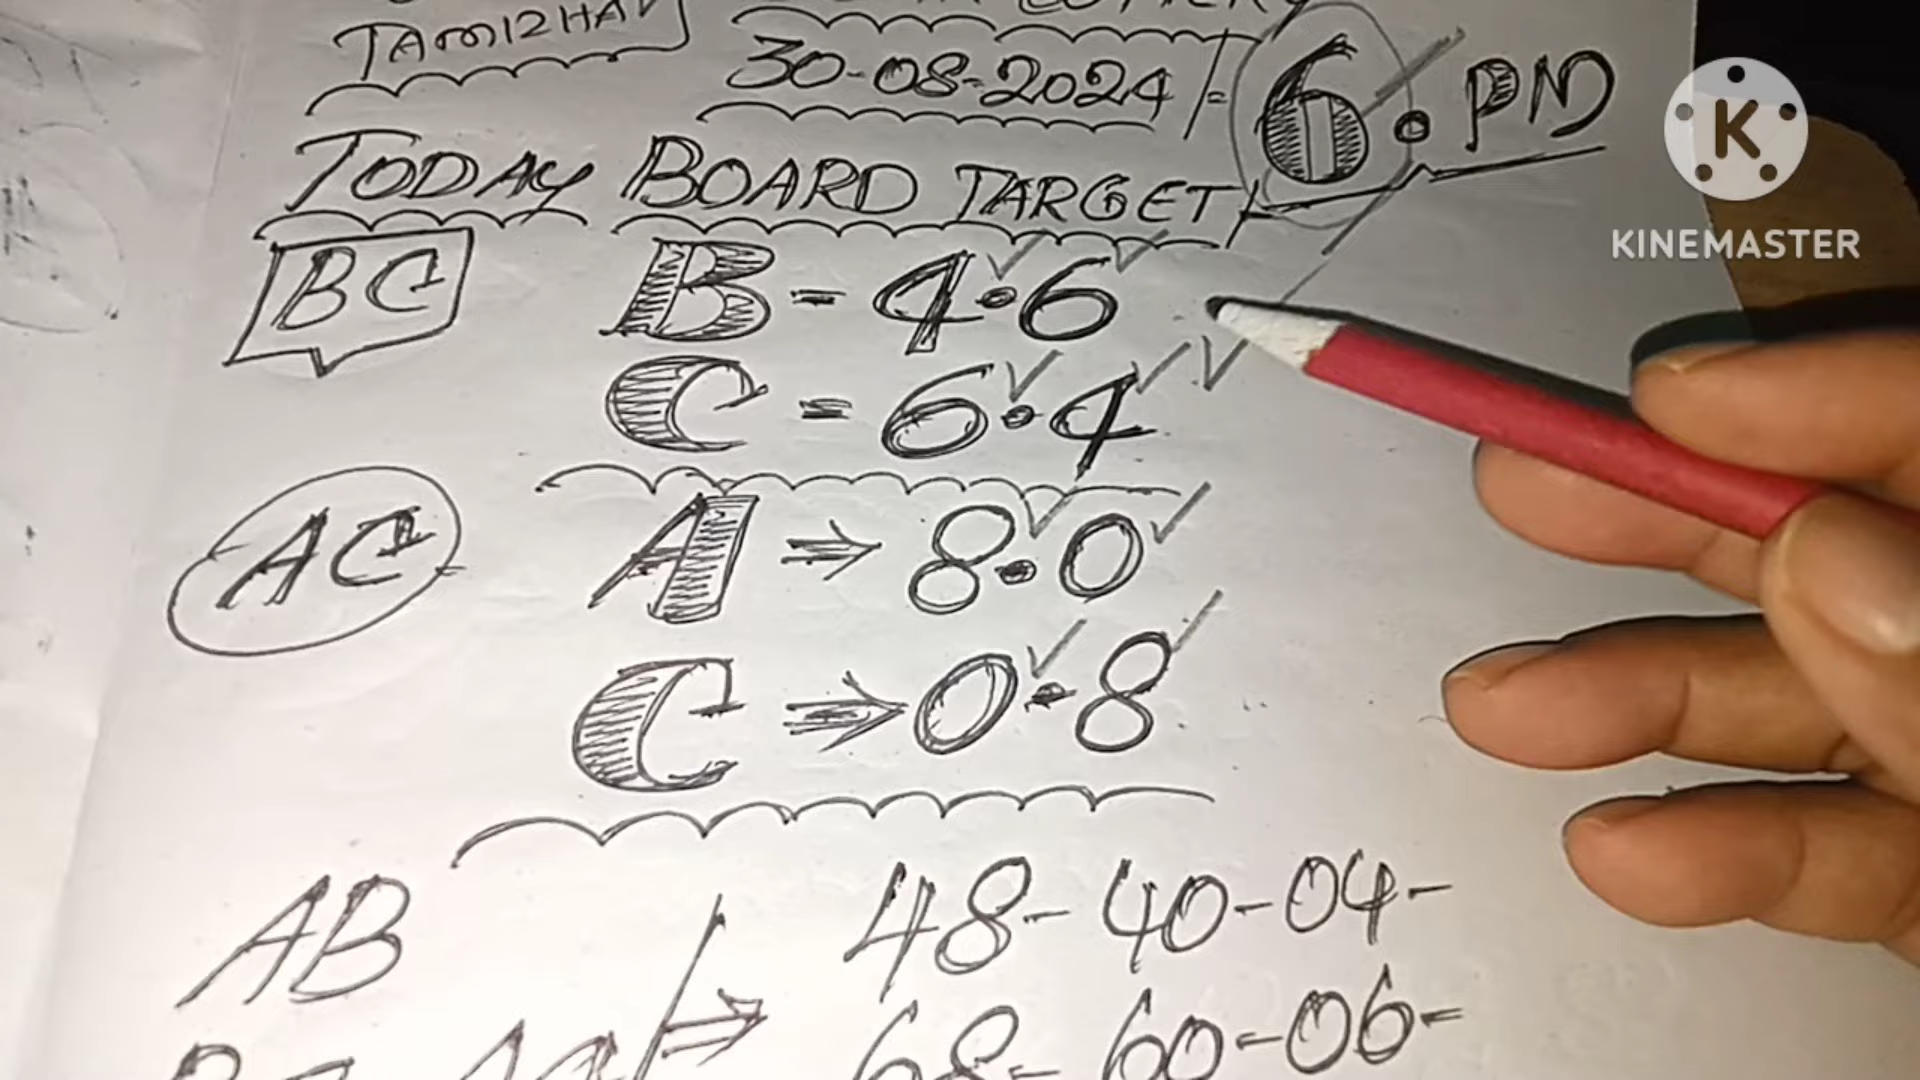 TAMIZHAN LOTTERY
30-08-2024 6.PM
TODAY BOARD TARGET
BC B - 4.6
C = 6.4
AC A ⇒ 8.0
C ⇒ 0.8
AB 48- 40-04-
⇒ 68- 60-06-
K
KINEMASTER